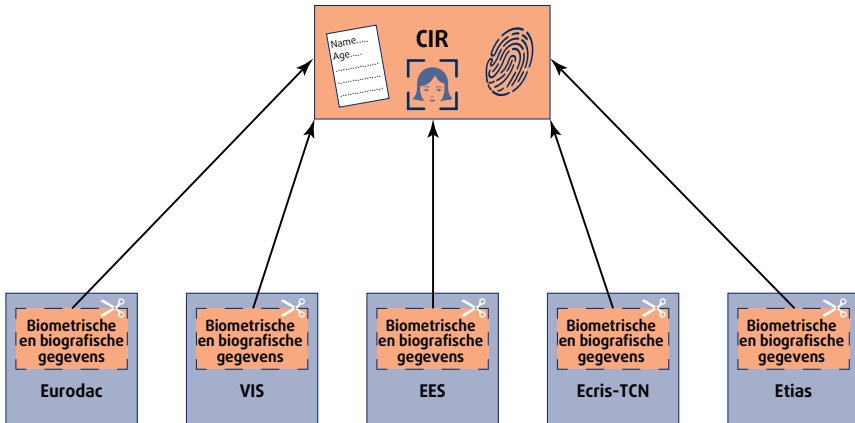 CIR
Name.....
Age.....
Biometrische
en biografische
gegevens
Eurodac
Biometrische
en biografische
gegevens
VIS
Biometrische
en biografische
gegevens
EES
Biometrische
en biografische
gegevens
Ecris-TCN
Biometrische
en biografische
gegevens
Etias